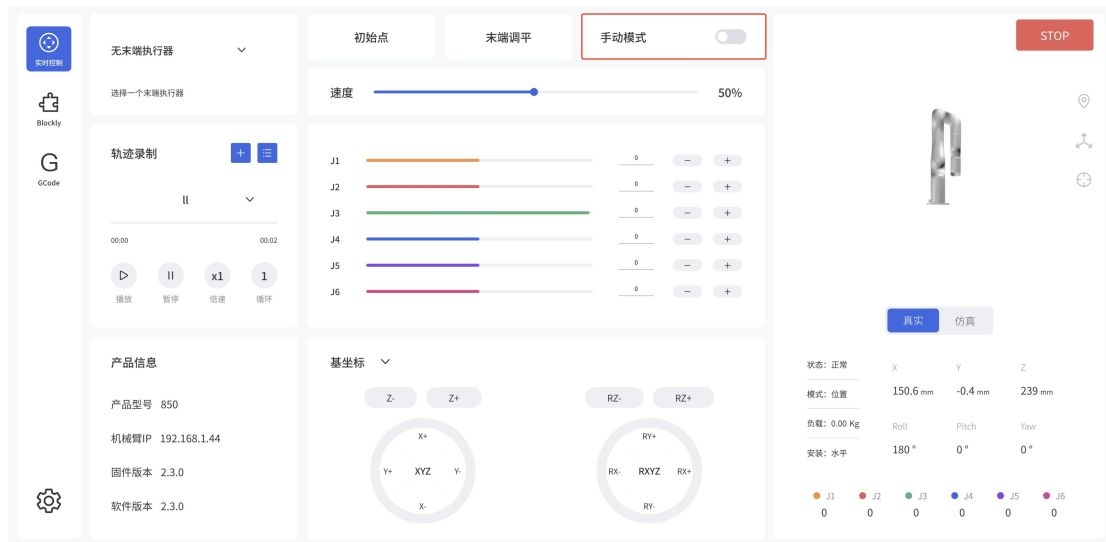 实时控制
Blockly
G
GCode
无末端执行器
选择一个末端执行器
轨迹录制
+
ll
00:00 00:02
x1 1
播放 暂停 倍速 循环
产品信息
产品型号 850
机械臂IP 192.168.1.44
固件版本 2.3.0
软件版本 2.3.0
初始点 末端调平 手动模式
速度 50%
J1 0 − +
J2 0 − +
J3 0 − +
J4 0 − +
J5 0 − +
J6 0 − +
基坐标
Z- Z+
X+
Y+ XYZ Y-
X-
RZ- RZ+
RY+
RX- RXYZ RX+
RY-
STOP
真实 仿真
状态：正常
模式：位置
负载：0.00 Kg
安装：水平
X Y Z
150.6 mm -0.4 mm 239 mm
Roll Pitch Yaw
180 ° 0 ° 0 °
J1 J2 J3 J4 J5 J6
0 0 0 0 0 0